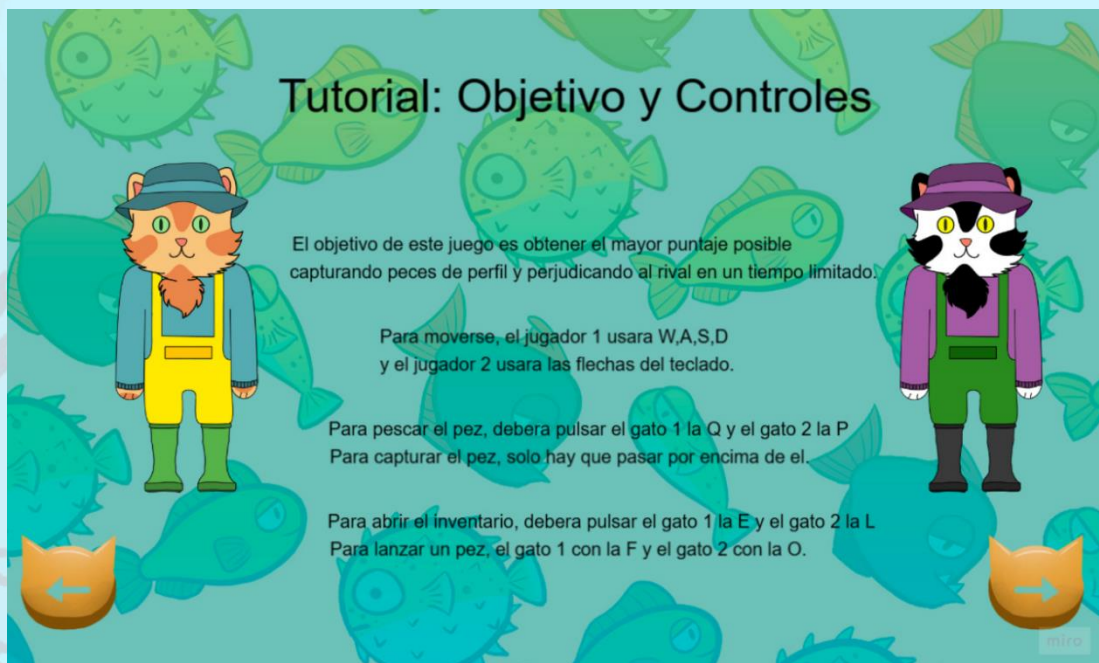 Tutorial: Objetivo y Controles
El objetivo de este juego es obtener el mayor puntaje posible
capturando peces de perfil y perjudicando al rival en un tiempo limitado.
Para moverse, el jugador 1 usara W,A,S,D
y el jugador 2 usara las flechas del teclado.
Para pescar el pez, debera pulsar el gato 1 la Q y el gato 2 la P
Para capturar el pez, solo hay que pasar por encima de el.
Para abrir el inventario, debera pulsar el gato 1 la E y el gato 2 la L
Para lanzar un pez, el gato 1 con la F y el gato 2 con la O.
miro